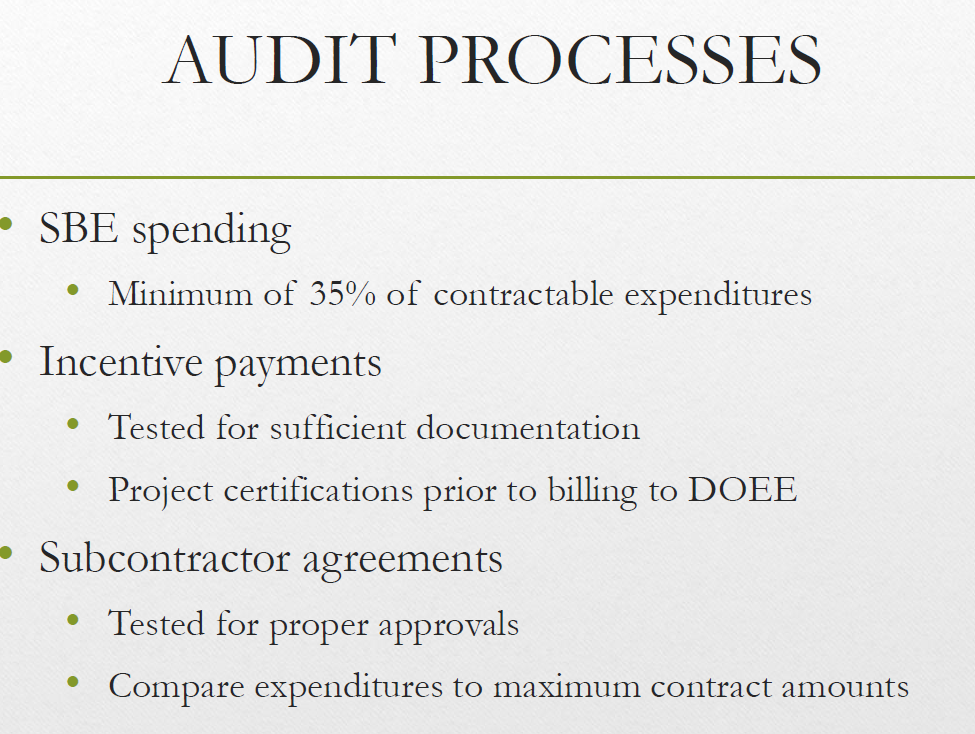 AUDIT PROCESSES
• SBE spending
• Minimum of 35% of contractable expenditures
• Incentive payments
• Tested for sufficient documentation
• Project certifications prior to billing to DOEE
• Subcontractor agreements
• Tested for proper approvals
• Compare expenditures to maximum contract amounts